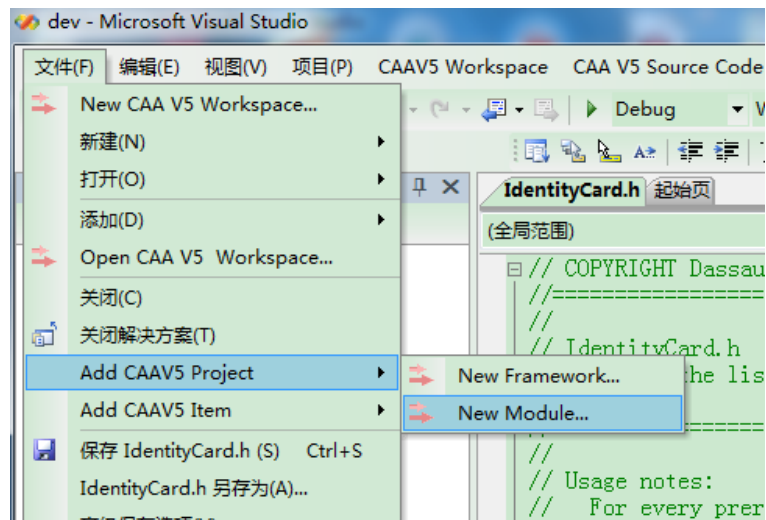 dev - Microsoft Visual Studio
文件(F) 编辑(E) 视图(V) 项目(P) CAAV5 Workspace CAA V5 Source Code
New CAA V5 Workspace...
Debug
新建(N)
打开(O)
IdentityCard.h 起始页
添加(D)
(全局范围)
Open CAA V5 Workspace...
// COPYRIGHT Dassau
关闭(C)
//=================
//
关闭解决方案(T)
// IdentityCard.h
Add CAAV5 Project
New Framework...
he lis
Add CAAV5 Item
New Module...
保存 IdentityCard.h (S) Ctrl+S
//
IdentityCard.h 另存为(A)...
// Usage notes:
// For every prer